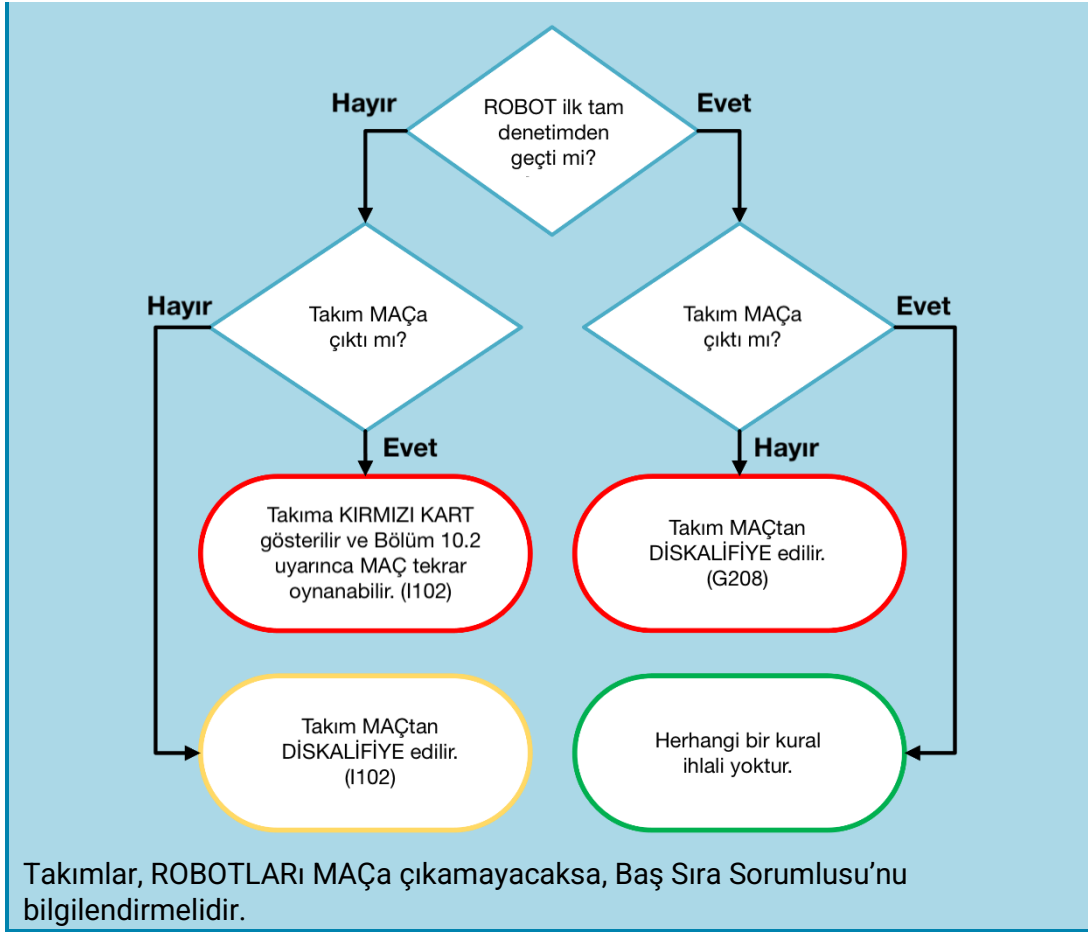 ROBOT ilk tam
denetimden
geçti mi?
Hayır
Evet
Takım MAÇa
çıktı mı?
Takım MAÇa
çıktı mı?
Hayır
Evet
Evet
Hayır
Takıma KIRMIZI KART
gösterilir ve Bölüm 10.2
uyarınca MAÇ tekrar
oynanabilir. (I102)
Takım MAÇtan
DİSKALİFİYE edilir.
(G208)
Takım MAÇtan
DİSKALİFİYE edilir.
(I102)
Herhangi bir kural
ihlali yoktur.
Takımlar, ROBOTLARı MAÇa çıkamayacaksa, Baş Sıra Sorumlusu’nu
bilgilendirmelidir.